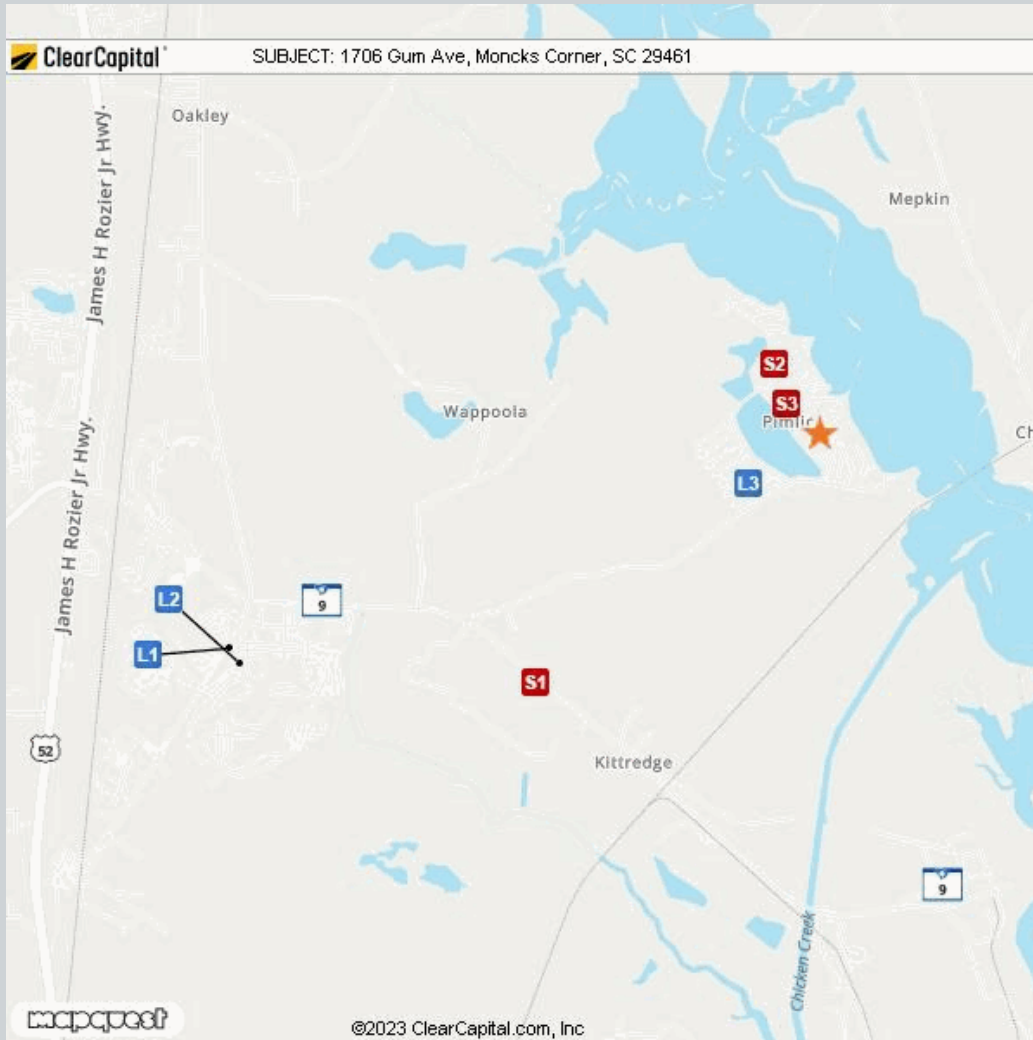 ClearCapital
SUBJECT: 1706 Gum Ave, Moncks Corner, SC 29461
Oakley
James H Rozier Jr Hwy.
Mepkin
S2
S3
Wappoola
James H Rozier Jr Hwy.
L3
L2
9
L1
S1
52
Kittredge
9
Chicken Creek
mapquest
©2023 ClearCapital.com, Inc